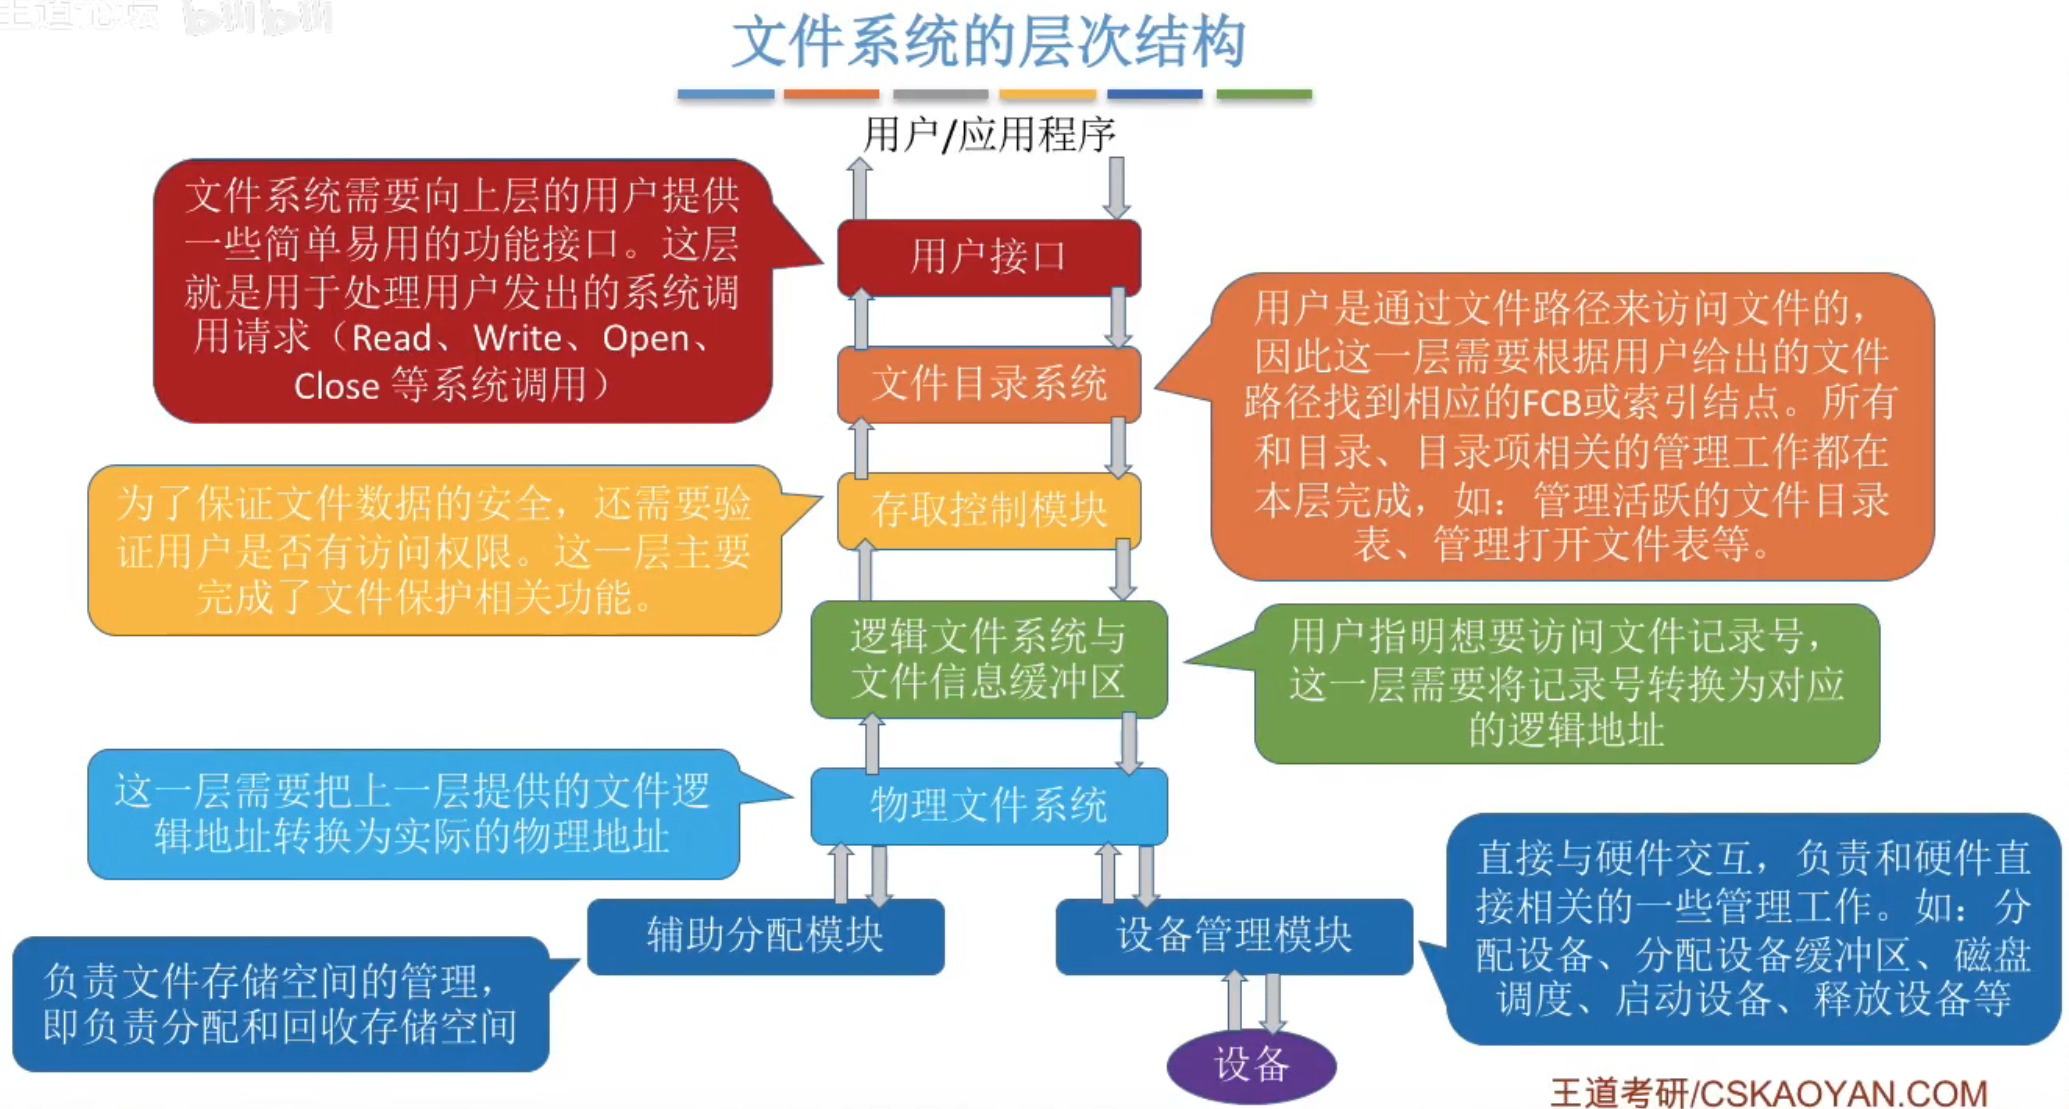 王道论坛 bilibili
文件系统的层次结构
用户/应用程序
文件系统需要向上层的用户提供
一些简单易用的功能接口。这层
就是用于处理用户发出的系统调
用请求（Read、Write、Open、
Close 等系统调用）
用户接口
用户是通过文件路径来访问文件的，
因此这一层需要根据用户给出的文件
路径找到相应的FCB或索引结点。所有
和目录、目录项相关的管理工作都在
本层完成，如：管理活跃的文件目录
表、管理打开文件表等。
文件目录系统
为了保证文件数据的安全，还需要验
证用户是否有访问权限。这一层主要
完成了文件保护相关功能。
存取控制模块
逻辑文件系统与
文件信息缓冲区
用户指明想要访问文件记录号，
这一层需要将记录号转换为对应
的逻辑地址
这一层需要把上一层提供的文件逻
辑地址转换为实际的物理地址
物理文件系统
辅助分配模块
设备管理模块
直接与硬件交互，负责和硬件直
接相关的一些管理工作。如：分
配设备、分配设备缓冲区、磁盘
调度、启动设备、释放设备等
负责文件存储空间的管理，
即负责分配和回收存储空间
设备
王道考研/CSKAOYAN.COM